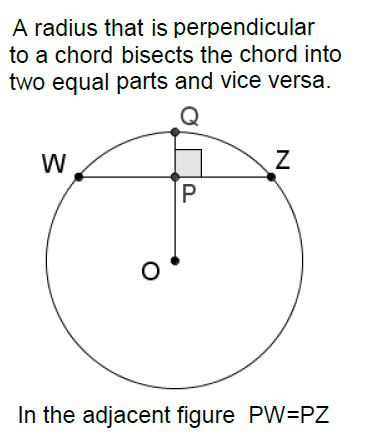 A radius that is perpendicular
to a chord bisects the chord into
two equal parts and vice versa.
Q
W
Z
P
O
In the adjacent figure PW=PZ